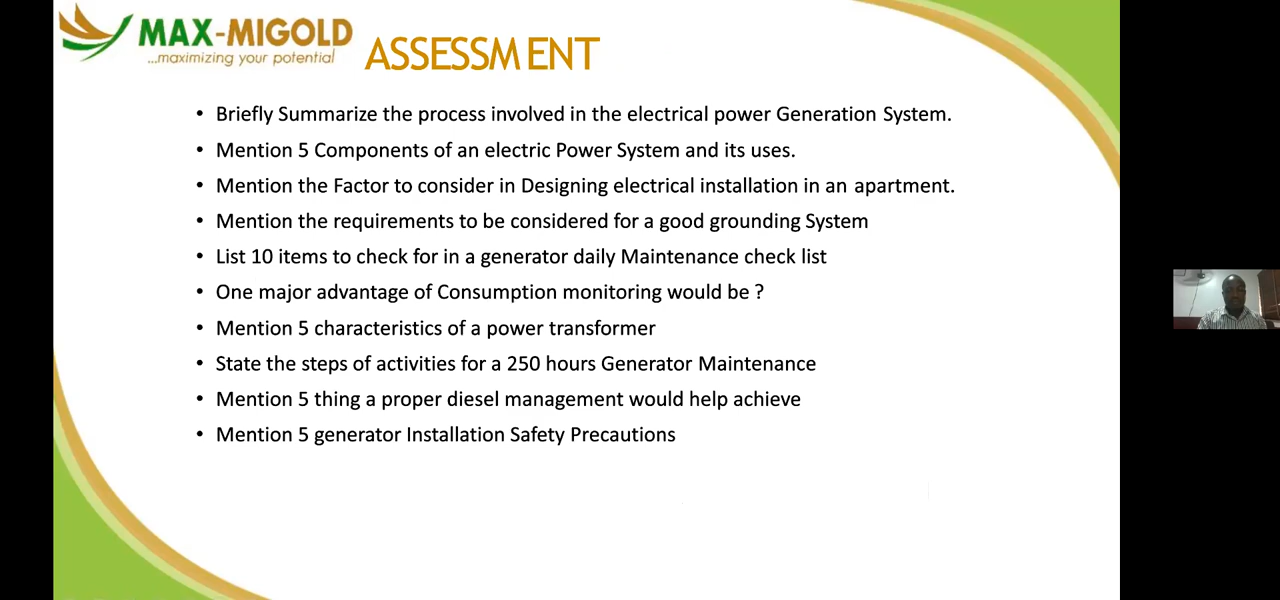 MAX-MIGOLD
...maximizing your potential
ASSESSMENT
• Briefly Summarize the process involved in the electrical power Generation System.
• Mention 5 Components of an electric Power System and its uses.
• Mention the Factor to consider in Designing electrical installation in an apartment.
• Mention the requirements to be considered for a good grounding System
• List 10 items to check for in a generator daily Maintenance check list
• One major advantage of Consumption monitoring would be ?
• Mention 5 characteristics of a power transformer
• State the steps of activities for a 250 hours Generator Maintenance
• Mention 5 thing a proper diesel management would help achieve
• Mention 5 generator Installation Safety Precautions